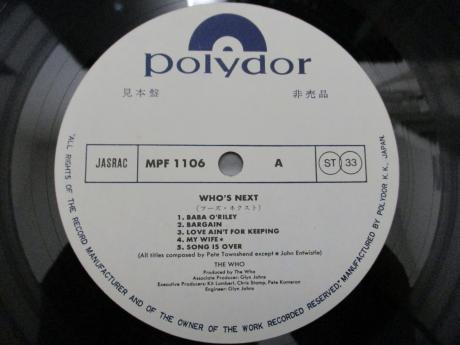 polydor
見本盤 非売品
JASRAC MPF 1106 A ST 33
WHO'S NEXT
(フーズ・ネクスト)
1. BABA O'RILEY
2. BARGAIN
3. LOVE AIN'T FOR KEEPING
4. MY WIFE★
5. SONG IS OVER
(All titles composed by Pete Townshend except ★ John Entwistle)
THE WHO
Produced by The Who
Associate Producer: Glyn Johns
Executive Producers: Kit Lambert, Chris Stamp, Pete Kameron
Engineer: Glyn Johns
"ALL RIGHTS OF THE RECORD MANUFACTURER AND OF THE OWNER OF THE WORK RECORDED RESERVED." MANUFACTURED BY POLYDOR K.K., JAPAN.